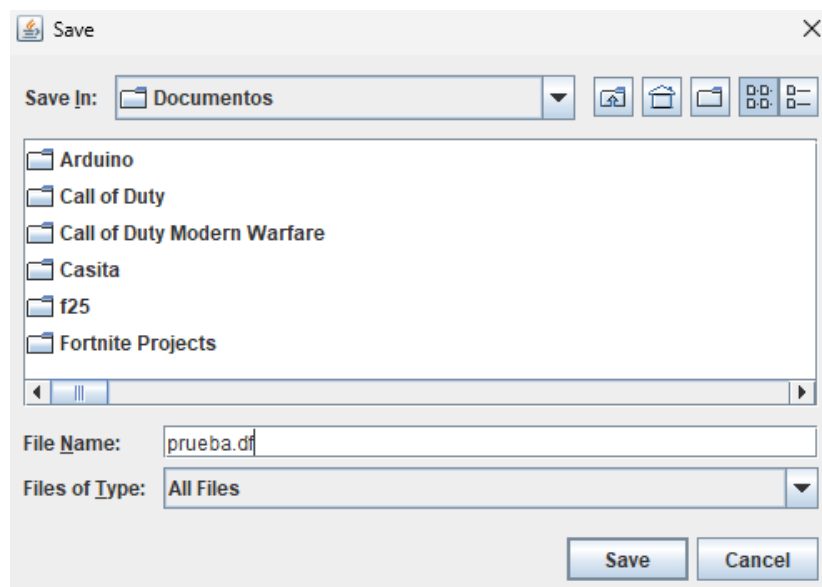 Save
Save In: Documentos
Arduino
Call of Duty
Call of Duty Modern Warfare
Casita
f25
Fortnite Projects
File Name: prueba.df
Files of Type: All Files
Save Cancel